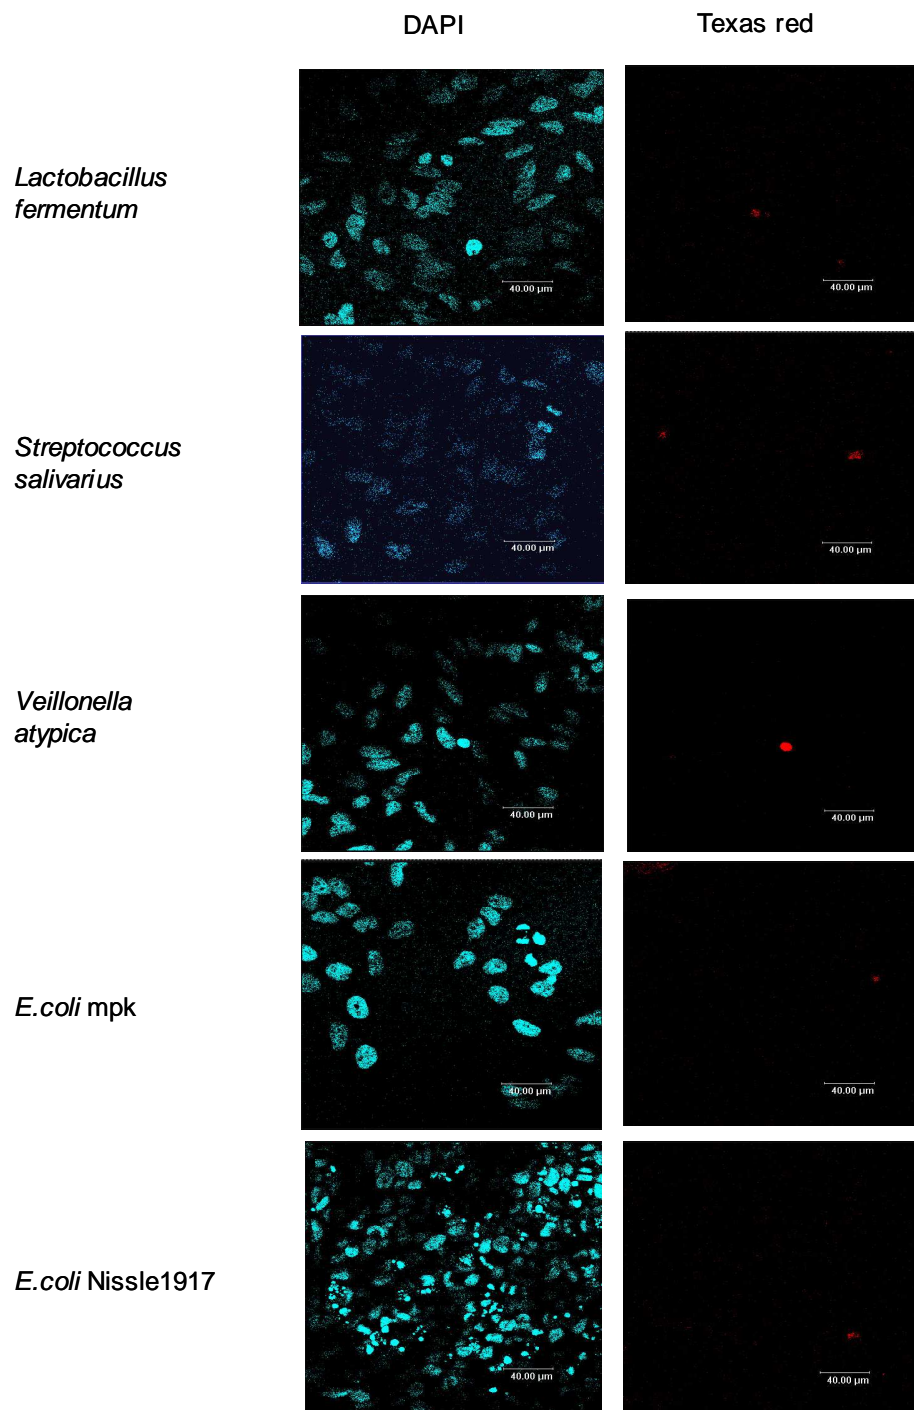 DAPI
Texas red
Lactobacillus
fermentum
40.00 µm
40.00 µm
Streptococcus
salivarius
40.00 µm
40.00 µm
Veillonella
atypica
40.00 µm
40.00 µm
E.coli mpk
40.00 µm
40.00 µm
E.coli Nissle1917
40.00 µm
40.00 µm